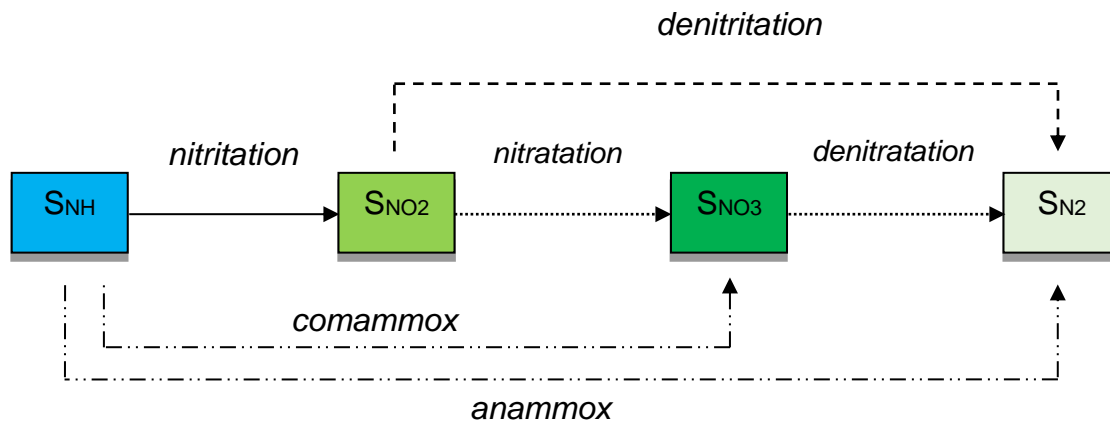 denitritation
nitritation
nitratation
denitratation
SNH
SNO2
SNO3
SN2
comammox
anammox